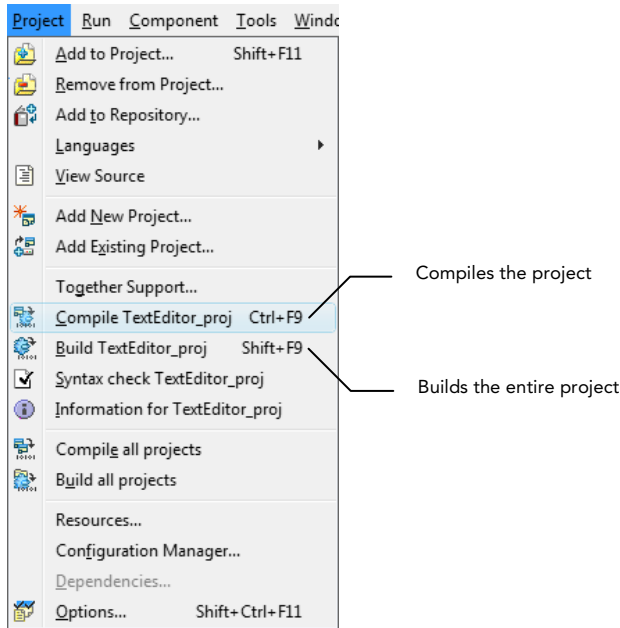 Project Run Component Tools Windo
Add to Project... Shift+F11
Remove from Project...
Add to Repository...
Languages
View Source
Add New Project...
Add Existing Project...
Together Support...
Compile TextEditor_proj Ctrl+F9
Build TextEditor_proj Shift+F9
Syntax check TextEditor_proj
Information for TextEditor_proj
Compile all projects
Build all projects
Resources...
Configuration Manager...
Dependencies...
Options... Shift+Ctrl+F11
Compiles the project
Builds the entire project